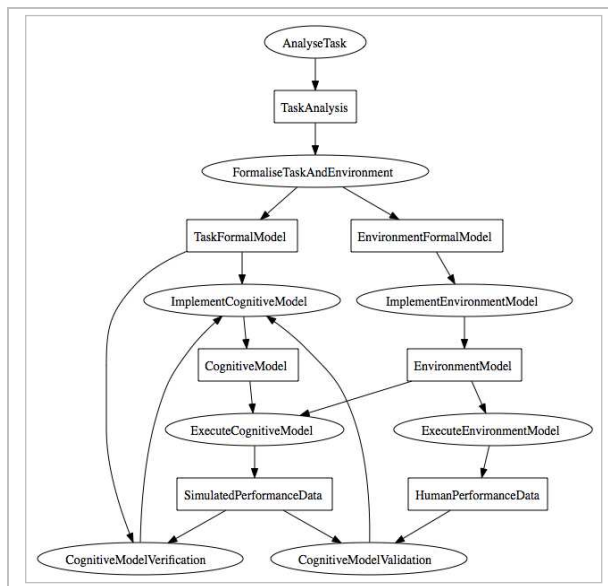 AnalyseTask
TaskAnalysis
FormaliseTaskAndEnvironment
TaskFormalModel
EnvironmentFormalModel
ImplementCognitiveModel
ImplementEnvironmentModel
CognitiveModel
EnvironmentModel
ExecuteCognitiveModel
ExecuteEnvironmentModel
SimulatedPerformanceData
HumanPerformanceData
CognitiveModelVerification
CognitiveModelValidation